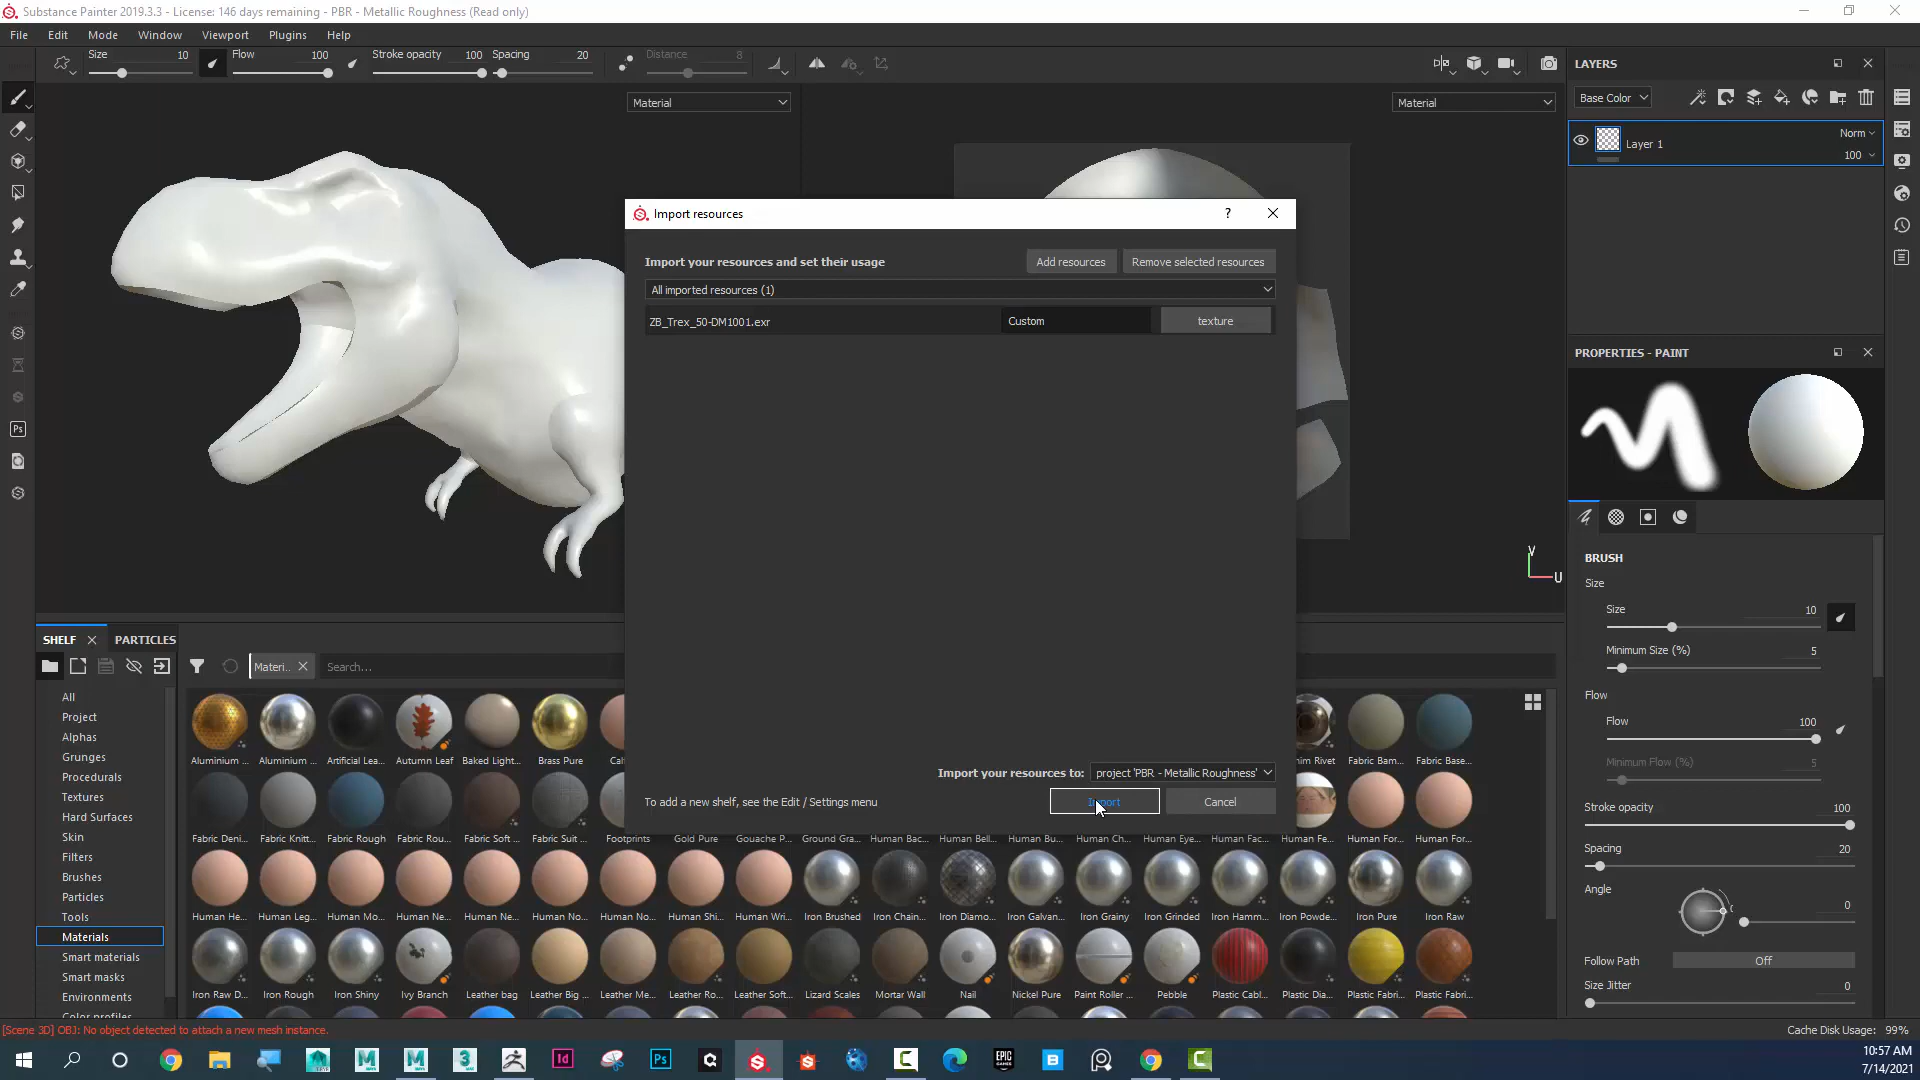 Substance Painter 2019.3.3 - License: 146 days remaining - PBR - Metallic Roughness (Read only)
File Edit Mode Window Viewport Plugins Help
Size 10 Flow 100 Stroke opacity 100 Spacing 20 Distance 8
Material
Material
LAYERS
Base Color
Layer 1
Norm
100
Import resources
?
Import your resources and set their usage
Add resources
Remove selected resources
All imported resources (1)
ZB_Trex_50-DM1001.exr
Custom
texture
Import your resources to:
project 'PBR - Metallic Roughness'
To add a new shelf, see the Edit / Settings menu
Import
Cancel
V
U
PROPERTIES - PAINT
BRUSH
Size
Size 10
Minimum Size (%) 5
Flow
Flow 100
Minimum Flow (%) 5
Stroke opacity 100
Spacing 20
Angle
0
Follow Path Off
Size Jitter 0
SHELF PARTICLES
Materi...
Search...
All
Project
Alphas
Grunges
Procedurals
Textures
Hard Surfaces
Skin
Filters
Brushes
Particles
Tools
Materials
Smart materials
Smart masks
Environments
Color profiles
Aluminium ... Aluminium ... Artificial Lea... Autumn Leaf Baked Light... Brass Pure Fabric Base...
Fabric Deni... Fabric Knitt... Fabric Rough Fabric Rou... Fabric Soft ... Fabric Suit ... Footprints Gold Pure Gouache P... Ground Gra... Human Bac... Human Bell... Human Bu... Human Ch... Human Eye... Human Fac... Human Fe... Human For... Human For...
Human He... Human Leg... Human Mo... Human Ne... Human Ne... Human No... Human No... Human Shi... Human Wri... Iron Brushed Iron Chain... Iron Diamo... Iron Galvan... Iron Grainy Iron Grinded Iron Hamm... Iron Powde... Iron Pure Iron Raw
Iron Raw D... Iron Rough Iron Shiny Ivy Branch Leather bag Leather Big ... Leather Me... Leather Ro... Leather Soft... Lizard Scales Mortar Wall Nail Nickel Pure Paint Roller ... Pebble Plastic Cabl... Plastic Dia... Plastic Fabri... Plastic Fabri...
[Scene 3D] OBJ: No object detected to attach a new mesh instance.
Cache Disk Usage: 99%
10:57 AM
7/14/2021